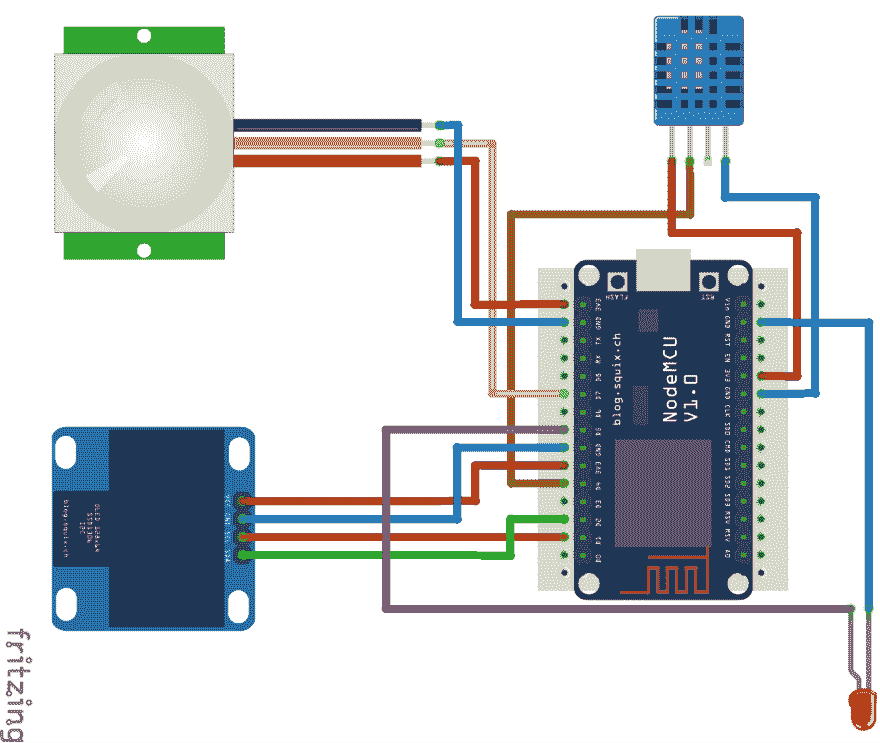 FLASH
RST
blog.squix.ch
NodeMCU
V1.0
3V3
GND
TX
RX
D8
D7
D6
D5
GND
3V3
D4
D3
D2
D1
D0
Vin
GND
RST
EN
3V3
GND
CLK
SD0
CMD
SD1
SD2
SD3
RSV
RSV
A0
VCC GND SCL SDA
OLED 128x64
I2C
blog.squix.ch
fritzing